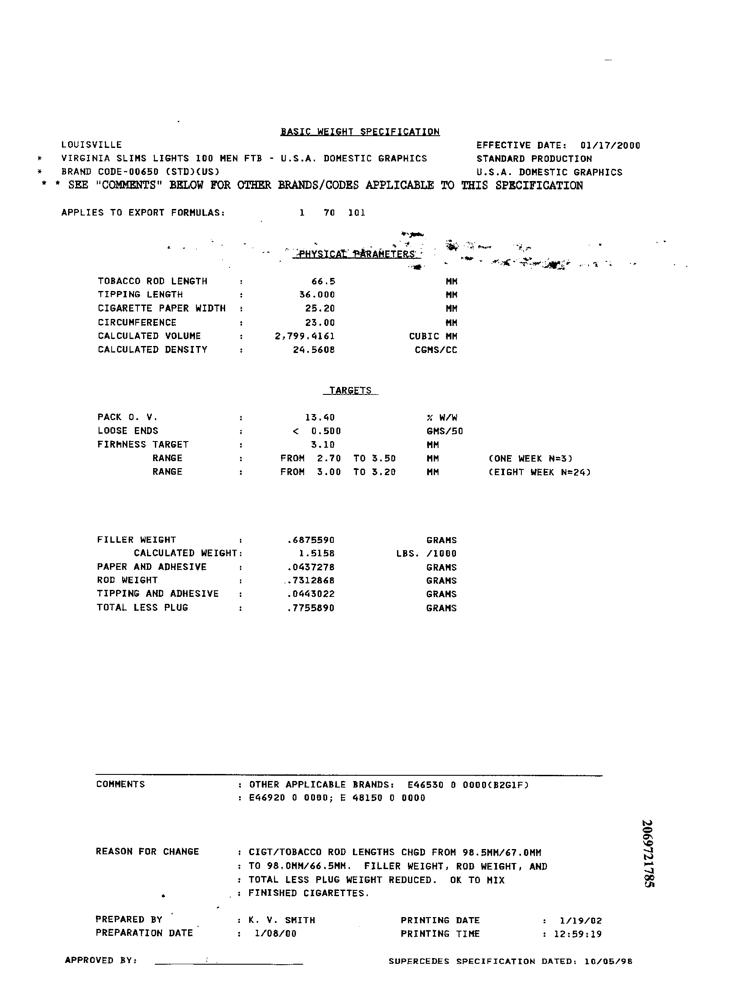 BASIC WEIGHT SPECIFICATION
LOUISVILLE EFFECTIVE DATE: 01/17/2000
* VIRGINIA SLIMS LIGHTS 100 MEN FTB - U.S.A. DOMESTIC GRAPHICS STANDARD PRODUCTION
* BRAND CODE-00650 (STD)(US) U.S.A. DOMESTIC GRAPHICS
* * SEE "COMMENTS" BELOW FOR OTHER BRANDS/CODES APPLICABLE TO THIS SPECIFICATION
APPLIES TO EXPORT FORMULAS: 1 70 101
PHYSICAL PARAMETERS
TOBACCO ROD LENGTH : 66.5 MM
TIPPING LENGTH : 36.000 MM
CIGARETTE PAPER WIDTH : 25.20 MM
CIRCUMFERENCE : 23.00 MM
CALCULATED VOLUME : 2,799.4161 CUBIC MM
CALCULATED DENSITY : 24.5608 CGMS/CC
TARGETS
PACK O. V. : 13.40 % W/W
LOOSE ENDS : < 0.500 GMS/50
FIRMNESS TARGET : 3.10 MM
RANGE : FROM 2.70 TO 3.50 MM (ONE WEEK N=3)
RANGE : FROM 3.00 TO 3.20 MM (EIGHT WEEK N=24)
FILLER WEIGHT : .6875590 GRAMS
CALCULATED WEIGHT: 1.5158 LBS. /1000
PAPER AND ADHESIVE : .0437278 GRAMS
ROD WEIGHT : .7312868 GRAMS
TIPPING AND ADHESIVE : .0443022 GRAMS
TOTAL LESS PLUG : .7755890 GRAMS
COMMENTS : OTHER APPLICABLE BRANDS: E46530 0 0000(B2G1F)
: E46920 0 0000; E 48150 0 0000
REASON FOR CHANGE : CIGT/TOBACCO ROD LENGTHS CHGD FROM 98.5MM/67.0MM
: TO 98.0MM/66.5MM. FILLER WEIGHT, ROD WEIGHT, AND
: TOTAL LESS PLUG WEIGHT REDUCED. OK TO MIX
: FINISHED CIGARETTES.
PREPARED BY : K. V. SMITH PRINTING DATE : 1/19/02
PREPARATION DATE : 1/08/00 PRINTING TIME : 12:59:19
APPROVED BY: SUPERCEDES SPECIFICATION DATED: 10/05/98
2069721785